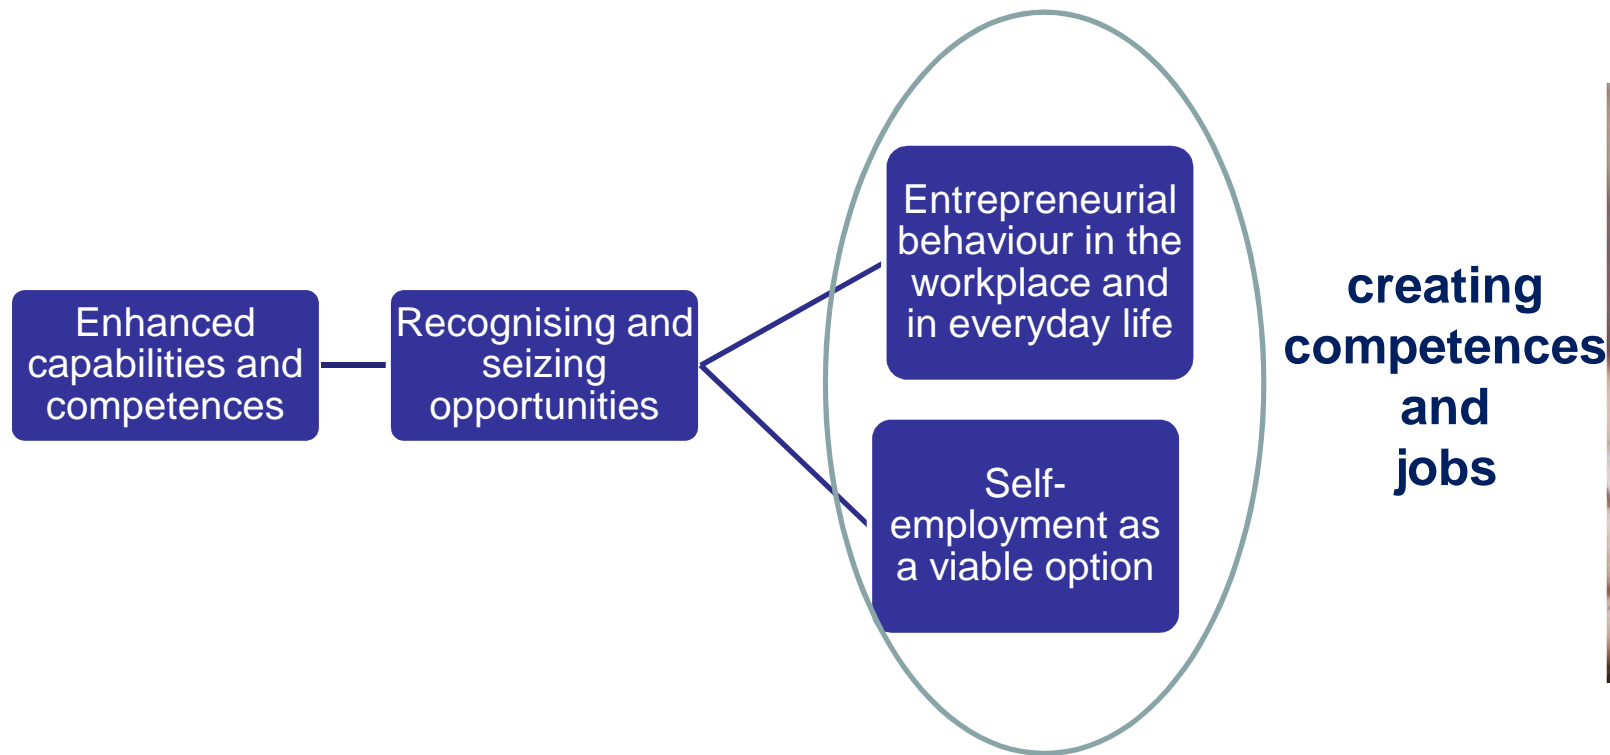 Enhanced
capabilities and
competences
Recognising and
seizing
opportunities
Entrepreneurial
behaviour in the
workplace and
in everyday life
Self-
employment as
a viable option
creating
competences
and
jobs